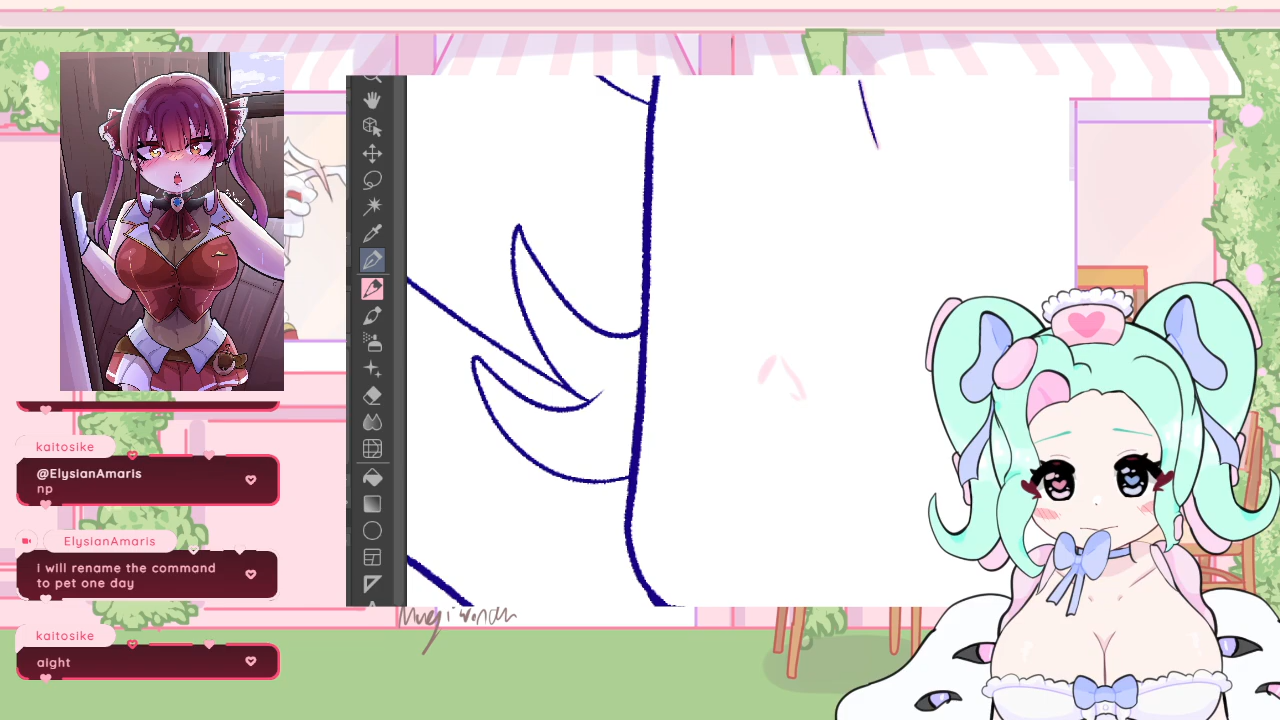 kaitosike
@ElysianAmaris
np
ElysianAmaris
i will rename the command
to pet one day
kaitosike
aight